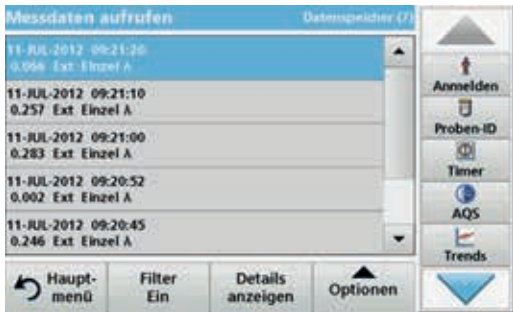 Messdaten aufrufen
Datenspeicher (7)
11-JUL-2012 09:21:20
0.066 Ext Einzel λ
11-JUL-2012 09:21:10
0.257 Ext Einzel λ
11-JUL-2012 09:21:00
0.283 Ext Einzel λ
11-JUL-2012 09:20:52
0.002 Ext Einzel λ
11-JUL-2012 09:20:45
0.246 Ext Einzel λ
Anmelden
Proben-ID
Timer
AQS
Trends
Haupt-
menü
Filter
Ein
Details
anzeigen
Optionen